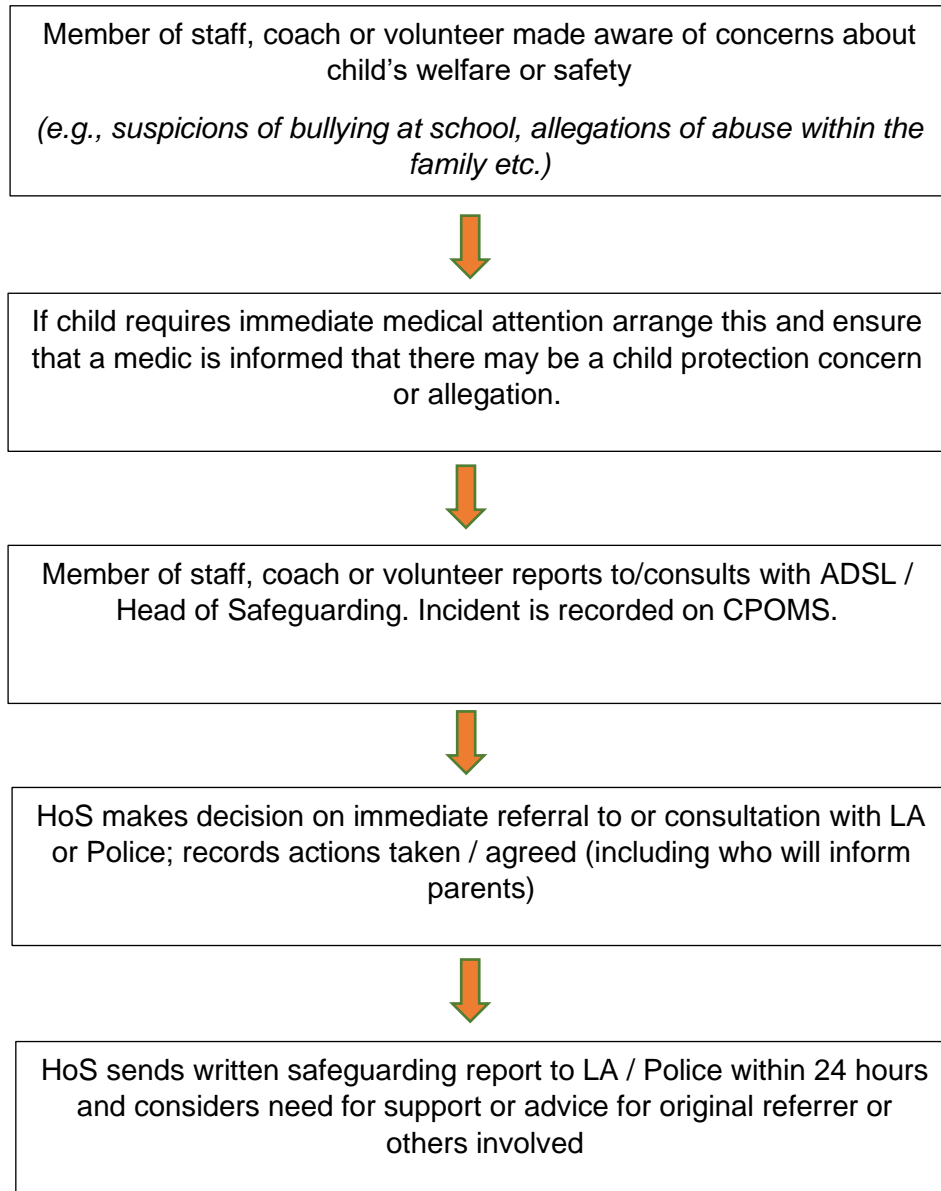 Member of staff, coach or volunteer made aware of concerns about
child’s welfare or safety
(e.g., suspicions of bullying at school, allegations of abuse within the
family etc.)
If child requires immediate medical attention arrange this and ensure
that a medic is informed that there may be a child protection concern
or allegation.
Member of staff, coach or volunteer reports to/consults with ADSL /
Head of Safeguarding. Incident is recorded on CPOMS.
HoS makes decision on immediate referral to or consultation with LA
or Police; records actions taken / agreed (including who will inform
parents)
HoS sends written safeguarding report to LA / Police within 24 hours
and considers need for support or advice for original referrer or
others involved